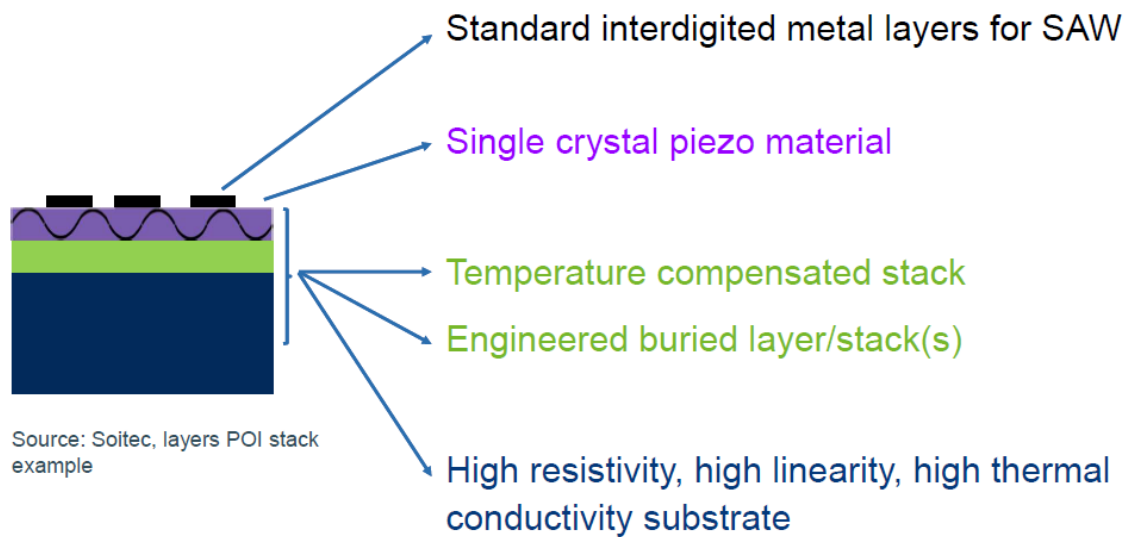 Standard interdigited metal layers for SAW
Single crystal piezo material
Temperature compensated stack
Engineered buried layer/stack(s)
Source: Soitec, layers POI stack
example
High resistivity, high linearity, high thermal
conductivity substrate